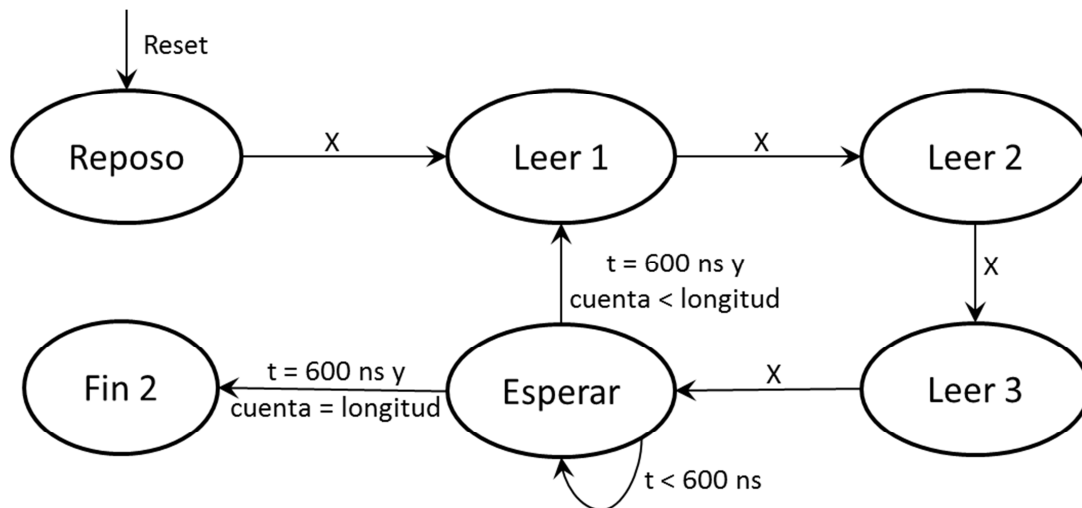 Reset
Reposo
X
Leer 1
X
Leer 2
X
t = 600 ns y
cuenta < longitud
Fin 2
t = 600 ns y
cuenta = longitud
Esperar
X
Leer 3
t < 600 ns